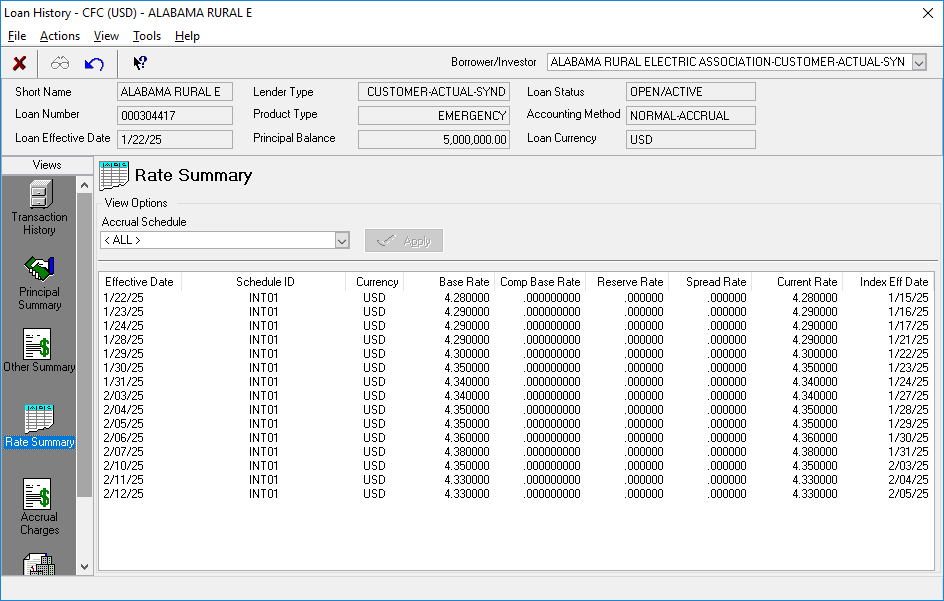 Loan History - CFC (USD) - ALABAMA RURAL E
File Actions View Tools Help
Borrower/Investor ALABAMA RURAL ELECTRIC ASSOCIATION-CUSTOMER-ACTUAL-SYN
Short Name ALABAMA RURAL E Lender Type CUSTOMER-ACTUAL-SYND Loan Status OPEN/ACTIVE
Loan Number 000304417 Product Type EMERGENCY Accounting Method NORMAL-ACCRUAL
Loan Effective Date 1/22/25 Principal Balance 5,000,000.00 Loan Currency USD
Views
Transaction
History
Principal
Summary
Other Summary
Rate Summary
Accrual
Charges
Rate Summary
View Options
Accrual Schedule
< ALL >
Apply
Effective Date Schedule ID Currency Base Rate Comp Base Rate Reserve Rate Spread Rate Current Rate Index Eff Date
1/22/25 INT01 USD 4.280000 .000000000 .000000 .000000 4.280000 1/15/25
1/23/25 INT01 USD 4.290000 .000000000 .000000 .000000 4.290000 1/16/25
1/24/25 INT01 USD 4.290000 .000000000 .000000 .000000 4.290000 1/17/25
1/28/25 INT01 USD 4.290000 .000000000 .000000 .000000 4.290000 1/21/25
1/29/25 INT01 USD 4.300000 .000000000 .000000 .000000 4.300000 1/22/25
1/30/25 INT01 USD 4.350000 .000000000 .000000 .000000 4.350000 1/23/25
1/31/25 INT01 USD 4.340000 .000000000 .000000 .000000 4.340000 1/24/25
2/03/25 INT01 USD 4.340000 .000000000 .000000 .000000 4.340000 1/27/25
2/04/25 INT01 USD 4.350000 .000000000 .000000 .000000 4.350000 1/28/25
2/05/25 INT01 USD 4.350000 .000000000 .000000 .000000 4.350000 1/29/25
2/06/25 INT01 USD 4.360000 .000000000 .000000 .000000 4.360000 1/30/25
2/07/25 INT01 USD 4.380000 .000000000 .000000 .000000 4.380000 1/31/25
2/10/25 INT01 USD 4.350000 .000000000 .000000 .000000 4.350000 2/03/25
2/11/25 INT01 USD 4.330000 .000000000 .000000 .000000 4.330000 2/04/25
2/12/25 INT01 USD 4.330000 .000000000 .000000 .000000 4.330000 2/05/25